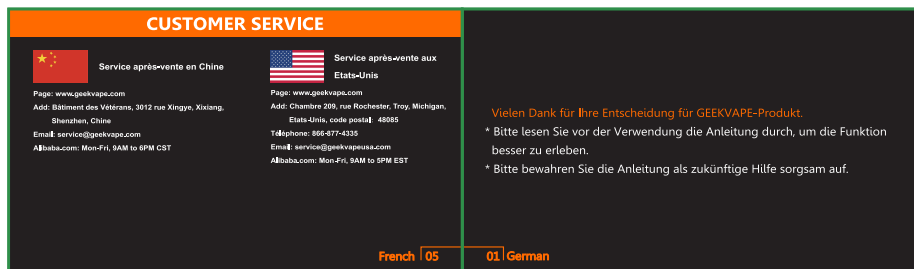 CUSTOMER SERVICE
Service après-vente en Chine
Page: www.geekvape.com
Add: Bâtiment des Vétérans, 3012 rue Xingye, Xixiang,
Shenzhen, Chine
Email: service@geekvape.com
Alibaba.com: Mon-Fri, 9AM to 6PM CST
Service après-vente aux
Etats-Unis
Page: www.geekvape.com
Add: Chambre 209, rue Rochester, Troy, Michigan,
Etats-Unis, code postal: 48085
Téléphone: 866-877-4335
Email: service@geekvapeusa.com
Alibaba.com: Mon-Fri, 9AM to 5PM EST
French 05
Vielen Dank für Ihre Entscheidung für GEEKVAPE-Produkt.
* Bitte lesen Sie vor der Verwendung die Anleitung durch, um die Funktion
besser zu erleben.
* Bitte bewahren Sie die Anleitung als zukünftige Hilfe sorgsam auf.
01 German